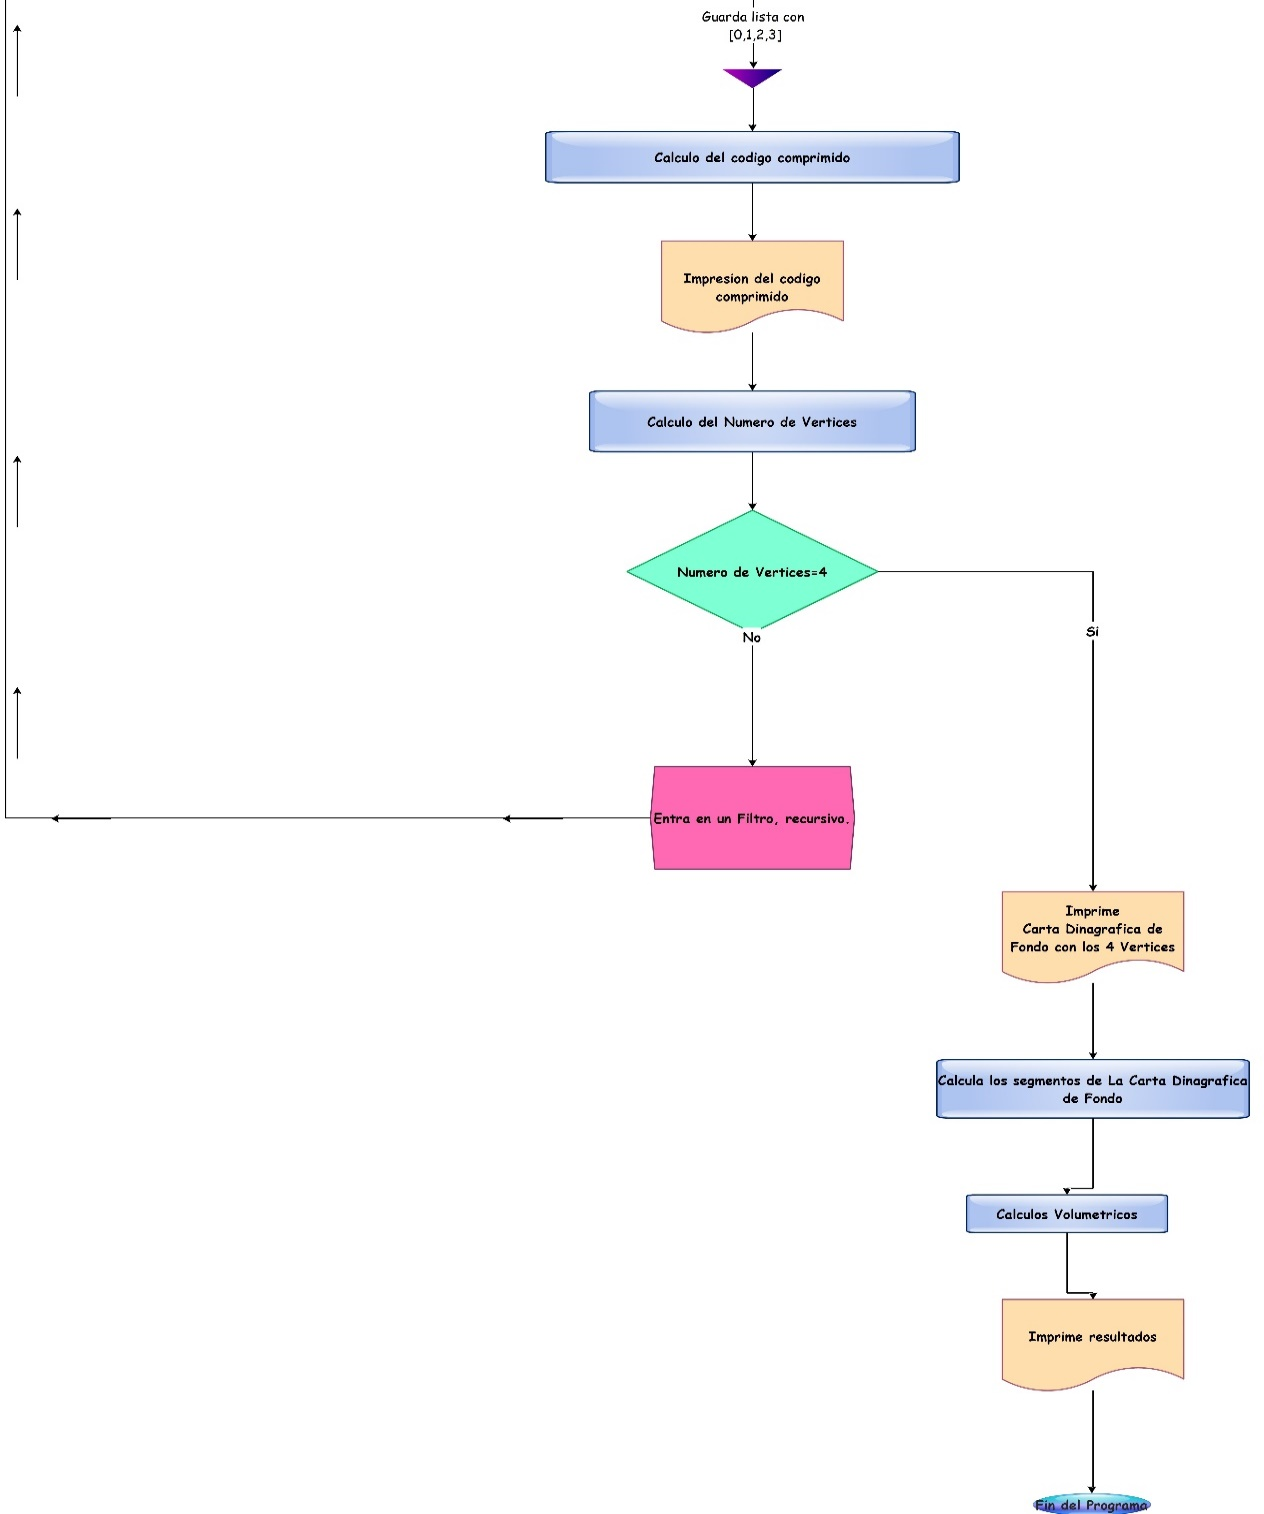 Guarda lista con
[0,1,2,3]
Calculo del codigo comprimido
Impresion del codigo
comprimido
Calculo del Numero de Vertices
Numero de Vertices=4
No
Si
Entra en un Filtro, recursivo.
Imprime
Carta Dinagrafica de
Fondo con los 4 Vertices
Calcula los segmentos de La Carta Dinagrafica
de Fondo
Calculos Volumetricos
Imprime resultados
Fin del Programa